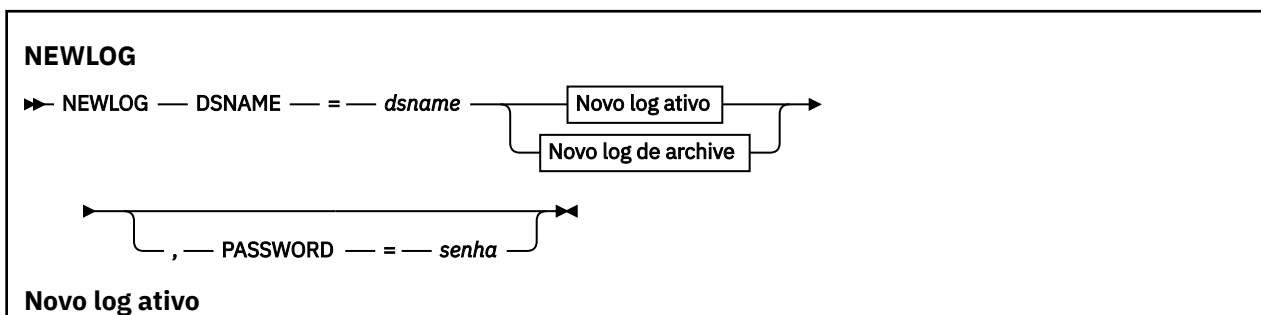 NEWLOG
NEWLOG DSNAME = dsname Novo log ativo
Novo log de archive
, PASSWORD = senha
Novo log ativo